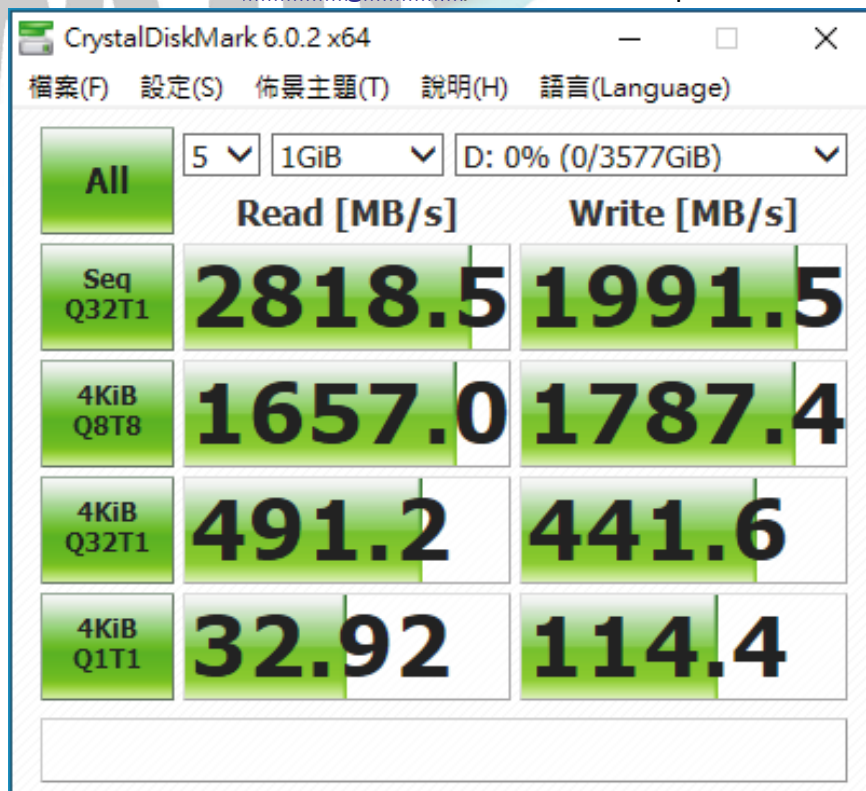 CrystalDiskMark 6.0.2 x64
檔案(F) 設定(S) 佈景主題(T) 說明(H) 語言(Language)
All 5 1GiB D: 0% (0/3577GiB)
Read [MB/s] Write [MB/s]
Seq
Q32T1 2818.5 1991.5
4KiB
Q8T8 1657.0 1787.4
4KiB
Q32T1 491.2 441.6
4KiB
Q1T1 32.92 114.4